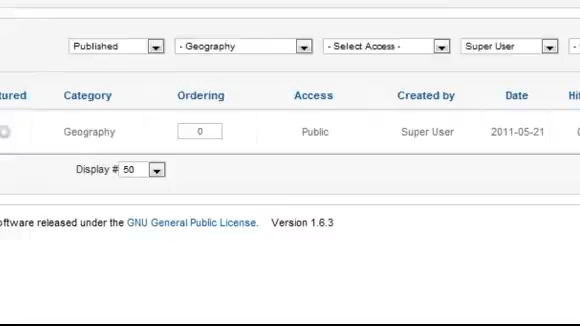 Published - Geography - Select Access - Super User -
tured Category Ordering Access Created by Date Hit
Geography 0 Public Super User 2011-05-21
Display # 50
oftware released under the GNU General Public License. Version 1.6.3